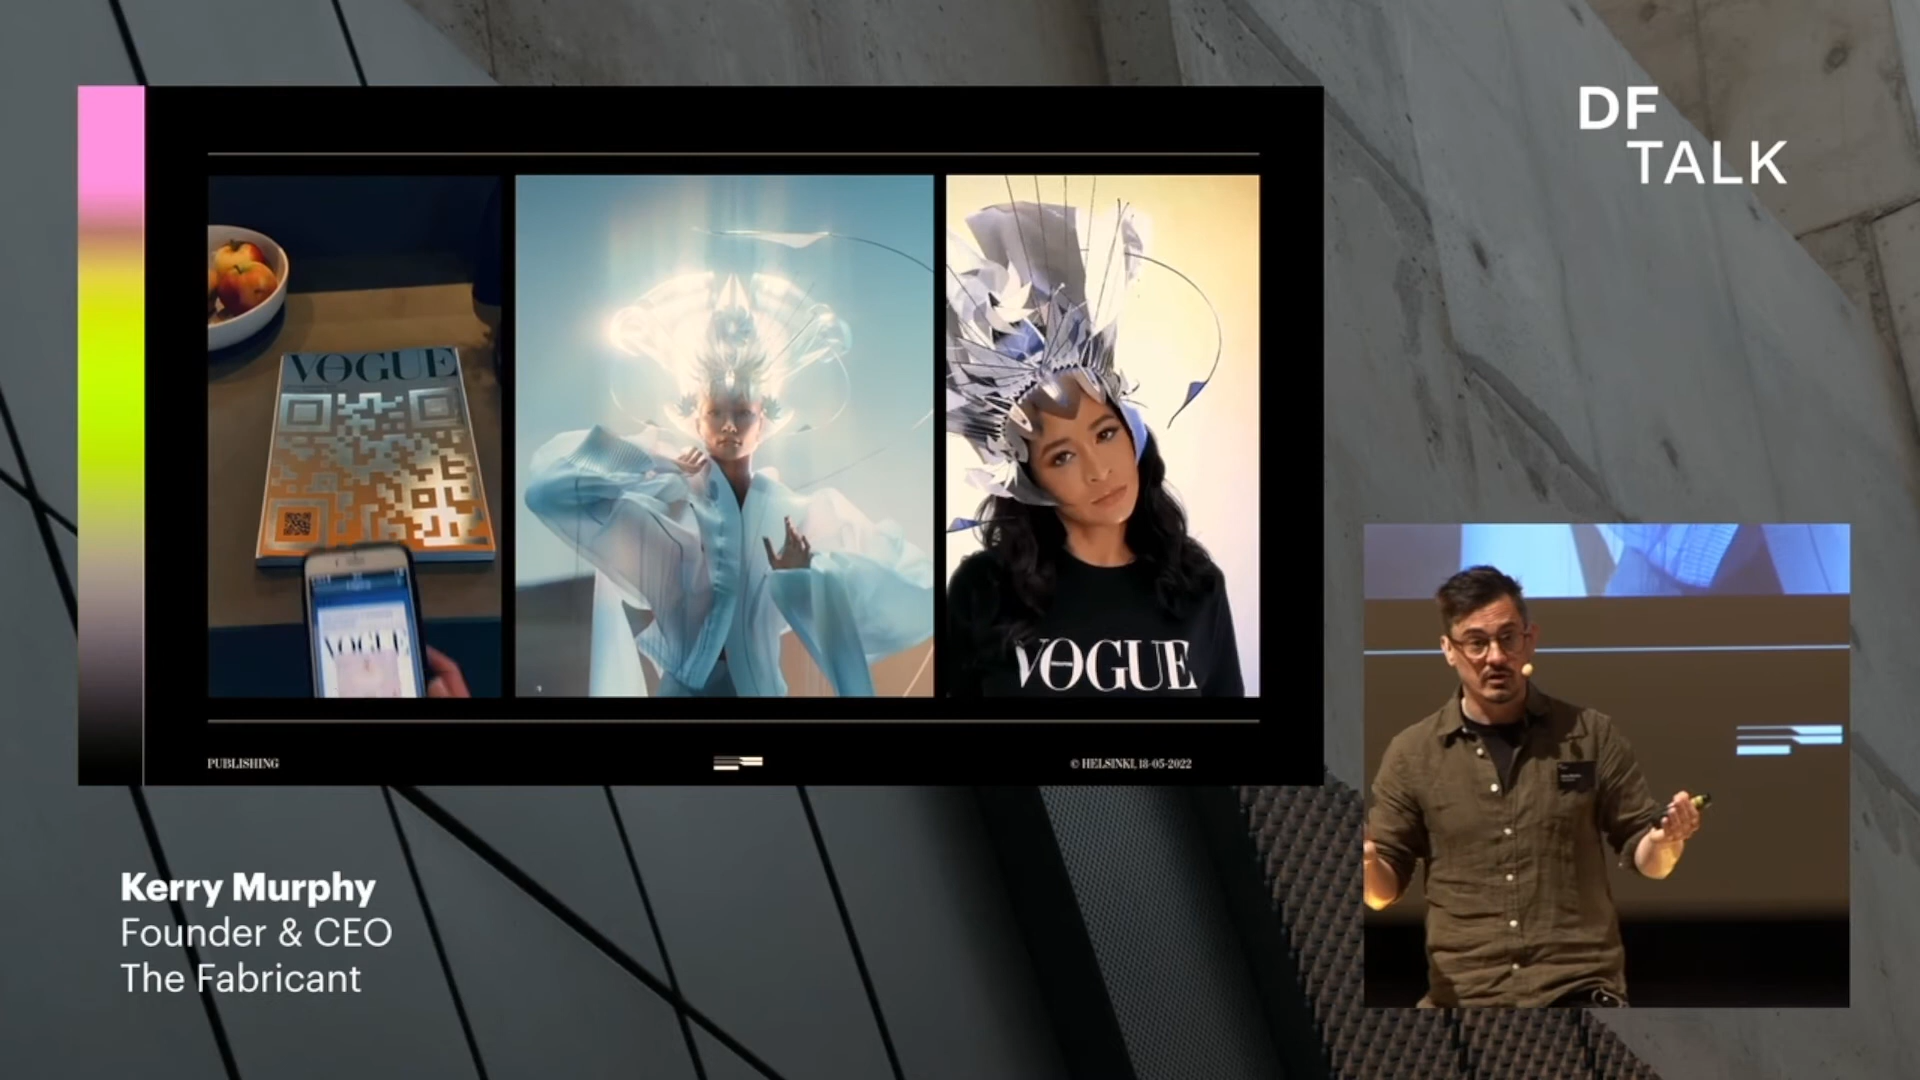 DF
TALK
VOGUE
VOGUE
VOGUE
PUBLISHING
© HELSINKI, 18-05-2022
Kerry Murphy
Founder & CEO
The Fabricant